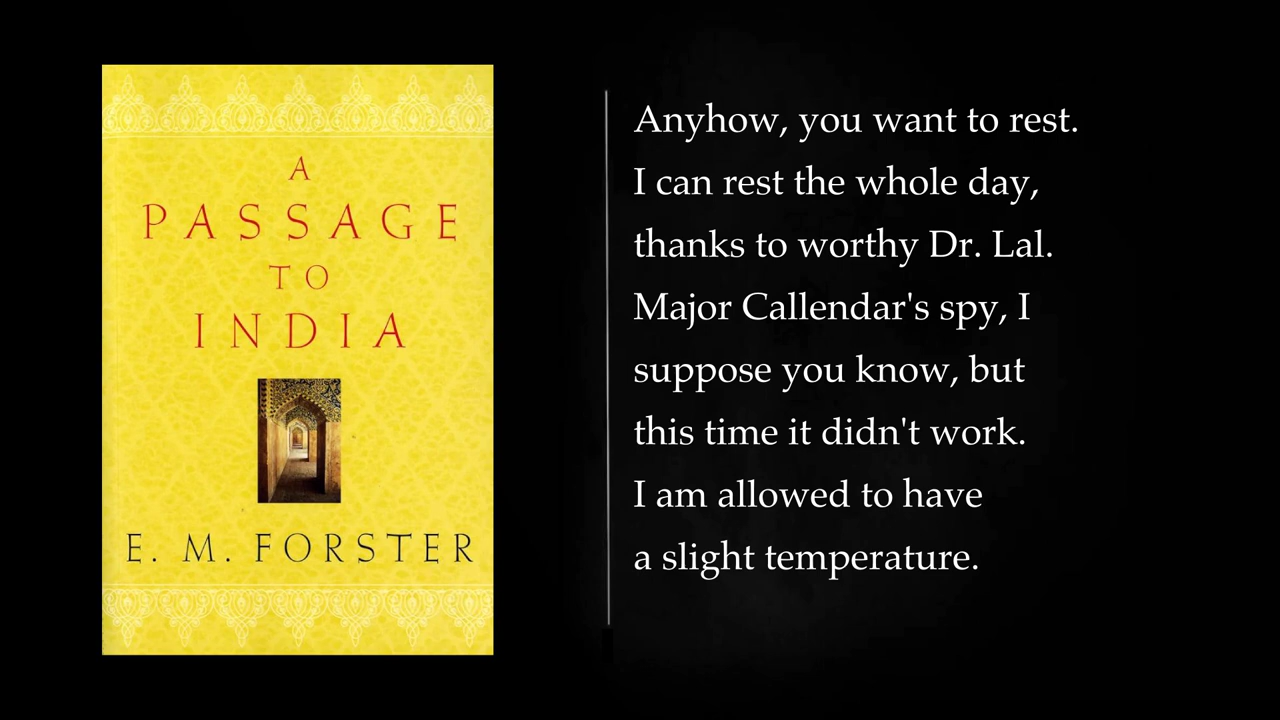 A
PASSAGE
TO
INDIA
E. M. FORSTER
Anyhow, you want to rest.
I can rest the whole day,
thanks to worthy Dr. Lal.
Major Callendar's spy, I
suppose you know, but
this time it didn't work.
I am allowed to have
a slight temperature.